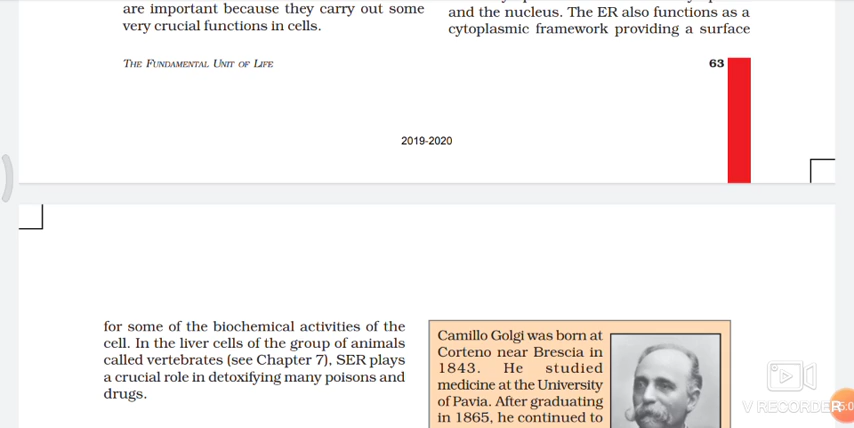 are important because they carry out some
very crucial functions in cells.
and the nucleus. The ER also functions as a
cytoplasmic framework providing a surface
THE FUNDAMENTAL UNIT OF LIFE
63
2019-2020
for some of the biochemical activities of the
cell. In the liver cells of the group of animals
called vertebrates (see Chapter 7), SER plays
a crucial role in detoxifying many poisons and
drugs.
Camillo Golgi was born at
Corteno near Brescia in
1843. He studied
medicine at the University
of Pavia. After graduating
in 1865, he continued to
V RECORDER